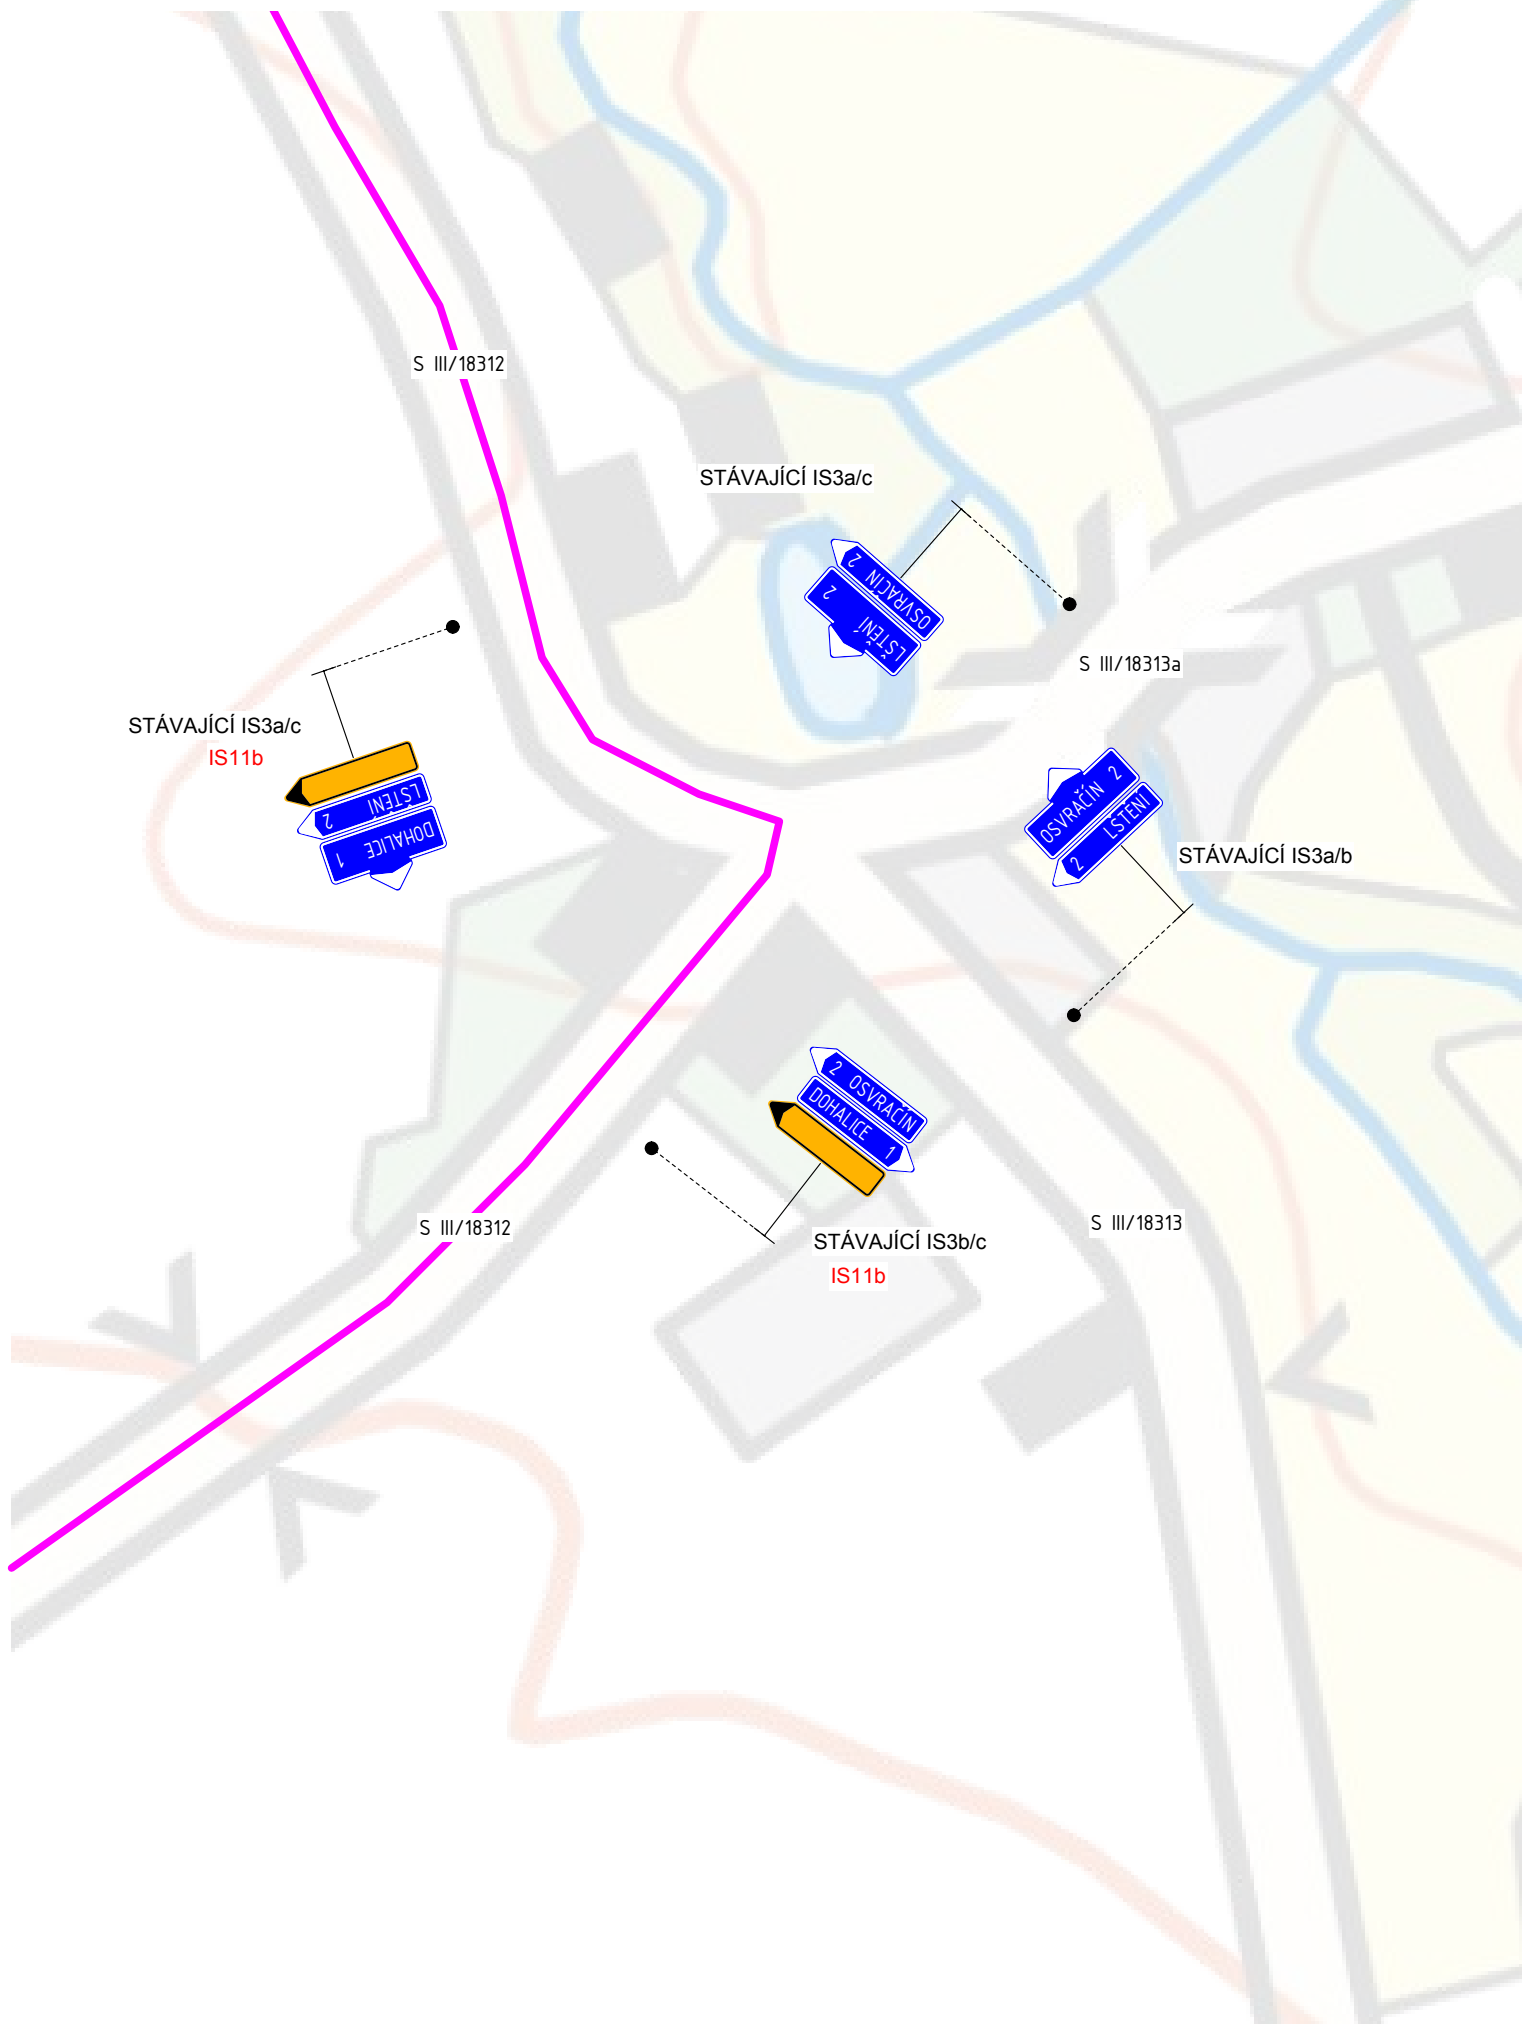 S III/18312
STÁVAJÍCÍ IS3a/c
OSVRAČÍN 2
LŠTĚNÍ 2
S III/18313a
STÁVAJÍCÍ IS3a/c
IS11b
LŠTĚNÍ 2
DOHALICE 1
OSVRAČÍN 2
2 LŠTĚNÍ
STÁVAJÍCÍ IS3a/b
2 OSVRAČÍN
DOHALICE 1
S III/18312
S III/18313
STÁVAJÍCÍ IS3b/c
IS11b